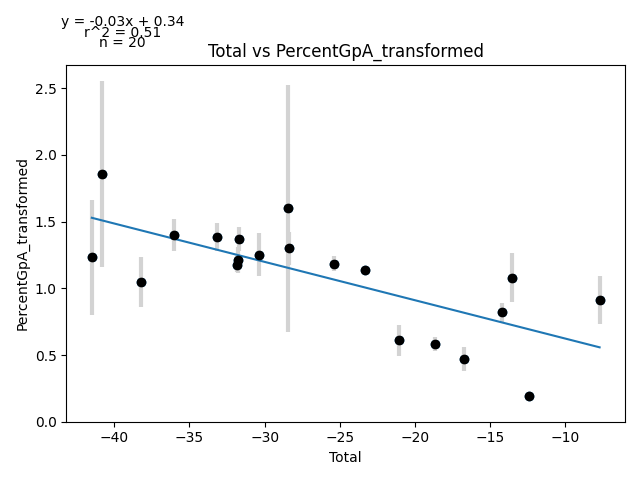 y = -0.03x + 0.34
r^2 = 0.51
n = 20
Total vs PercentGpA_transformed
PercentGpA_transformed
2.5
2.0
1.5
1.0
0.5
0.0
−40
−35
−30
−25
−20
−15
−10
Total